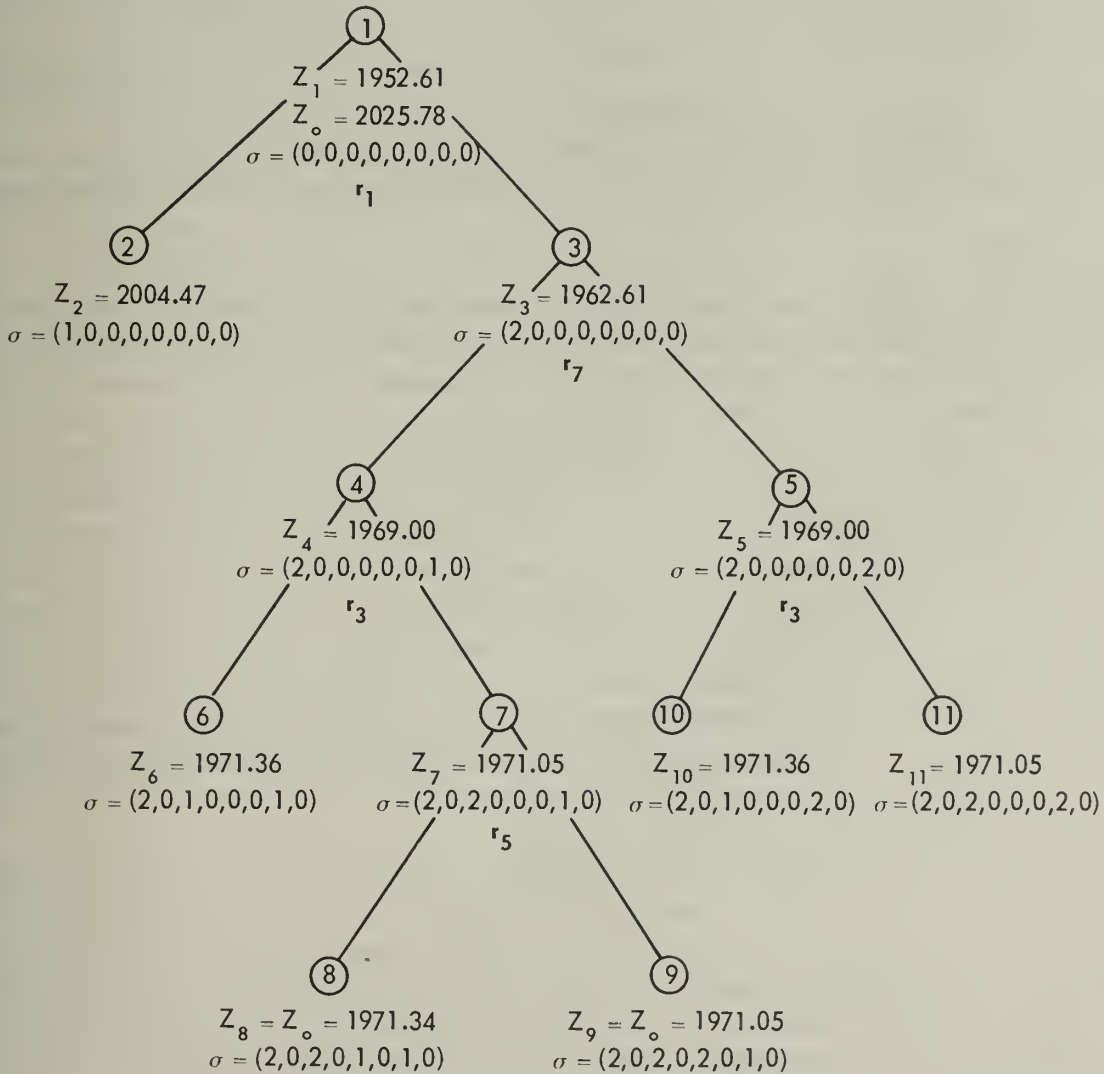 1
Z₁ = 1952.61
Z₀ = 2025.78
σ = (0,0,0,0,0,0,0,0)
r₁
2
3
Z₂ = 2004.47
Z₃ = 1962.61
σ = (1,0,0,0,0,0,0,0)
σ = (2,0,0,0,0,0,0,0)
r₇
4
5
Z₄ = 1969.00
Z₅ = 1969.00
σ = (2,0,0,0,0,0,1,0)
σ = (2,0,0,0,0,0,2,0)
r₃
r₃
6
7
10
11
Z₆ = 1971.36
Z₇ = 1971.05
Z₁₀ = 1971.36
Z₁₁ = 1971.05
σ = (2,0,1,0,0,0,1,0)
σ = (2,0,2,0,0,0,1,0)
σ = (2,0,1,0,0,0,2,0)
σ = (2,0,2,0,0,0,2,0)
r₅
8
9
Z₈ = Z₀ = 1971.34
Z₉ = Z₀ = 1971.05
σ = (2,0,2,0,1,0,1,0)
σ = (2,0,2,0,2,0,1,0)